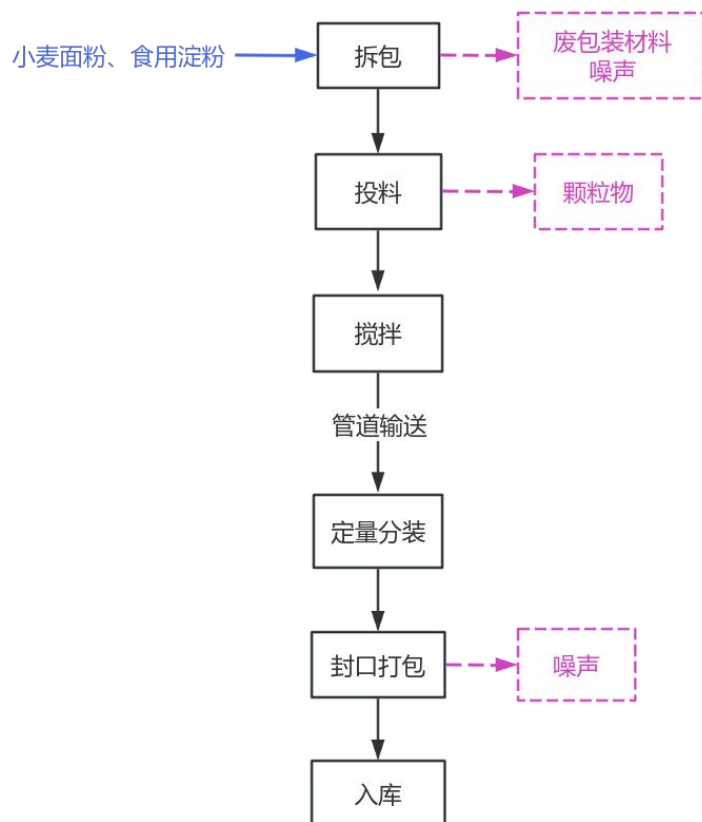 小麦面粉、食用淀粉
拆包
废包装材料
噪声
投料
颗粒物
搅拌
管道输送
定量分装
封口打包
噪声
入库